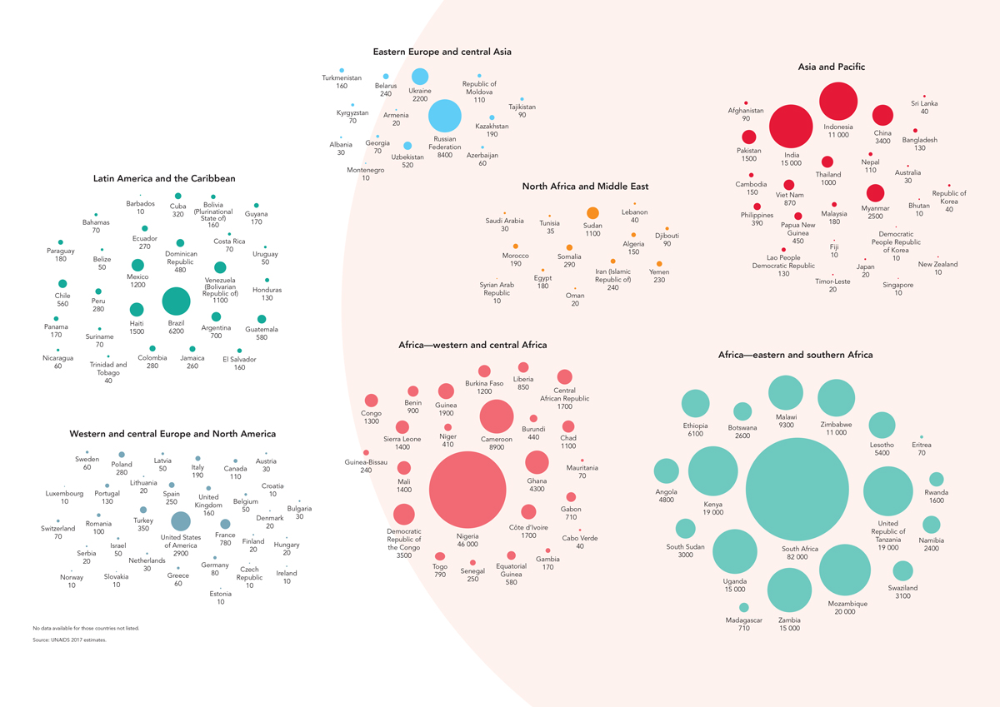 Eastern Europe and central Asia
Turkmenistan
160
Belarus
240
Ukraine
2200
Republic of
Moldova
110
Tajikistan
90
Kyrgyzstan
70
Armenia
20
Kazakhstan
190
Russian
Federation
8400
Albania
30
Georgia
70
Uzbekistan
520
Azerbaijan
60
Montenegro
10
Asia and Pacific
Afghanistan
90
Indonesia
11 000
China
3400
Sri Lanka
40
Bangladesh
130
Pakistan
1500
India
15 000
Nepal
110
Thailand
1000
Australia
30
Cambodia
150
Viet Nam
870
Myanmar
2500
Republic of
Korea
40
Bhutan
10
Philippines
390
Malaysia
180
Papua New
Guinea
450
Democratic
People Republic
of Korea
10
Fiji
10
Lao People
Democratic Republic
130
Japan
20
New Zealand
10
Timor-Leste
20
Singapore
10
Latin America and the Caribbean
Barbados
10
Cuba
320
Bolivia
(Plurinational
State of)
160
Guyana
170
Bahamas
70
Ecuador
270
Costa Rica
70
Paraguay
180
Belize
50
Dominican
Republic
480
Uruguay
50
Mexico
1200
Venezuela
(Bolivarian
Republic of)
1100
Honduras
130
Chile
560
Peru
280
Haiti
1500
Brazil
6200
Argentina
700
Guatemala
580
Panama
170
Suriname
70
Nicaragua
60
Trinidad and
Tobago
40
Colombia
280
Jamaica
260
El Salvador
160
North Africa and Middle East
Saudi Arabia
30
Tunisia
35
Sudan
1100
Lebanon
40
Djibouti
90
Algeria
150
Morocco
190
Somalia
290
Iran (Islamic
Republic of)
240
Yemen
230
Egypt
180
Syrian Arab
Republic
10
Oman
20
Africa—western and central Africa
Burkina Faso
1200
Liberia
850
Central
African Republic
1700
Congo
1300
Benin
900
Guinea
1900
Cameroon
8900
Burundi
440
Chad
1100
Sierra Leone
1400
Niger
410
Guinea-Bissau
240
Mali
1400
Ghana
4300
Mauritania
70
Gabon
710
Democratic
Republic of
the Congo
3500
Nigeria
46 000
Côte d'Ivoire
1700
Cabo Verde
40
Togo
790
Senegal
250
Equatorial
Guinea
580
Gambia
170
Africa—eastern and southern Africa
Ethiopia
6100
Botswana
2600
Malawi
9300
Zimbabwe
11 000
Lesotho
5400
Eritrea
70
Angola
4800
Kenya
19 000
South Africa
82 000
United
Republic of
Tanzania
19 000
Rwanda
1600
Namibia
2400
South Sudan
3000
Uganda
15 000
Mozambique
20 000
Swaziland
3100
Madagascar
710
Zambia
15 000
Western and central Europe and North America
Sweden
60
Poland
280
Latvia
50
Italy
190
Canada
110
Austria
30
Luxembourg
10
Portugal
130
Lithuania
20
Spain
250
United
Kingdom
160
Belgium
50
Croatia
10
Bulgaria
30
Switzerland
70
Romania
100
Turkey
350
United States
of America
2900
France
780
Denmark
20
Finland
20
Hungary
20
Israel
50
Serbia
20
Netherlands
30
Norway
10
Slovakia
10
Greece
60
Germany
80
Czech
Republic
10
Ireland
10
Estonia
10
No data available for those countries not listed.
Source: UNAIDS 2017 estimates.